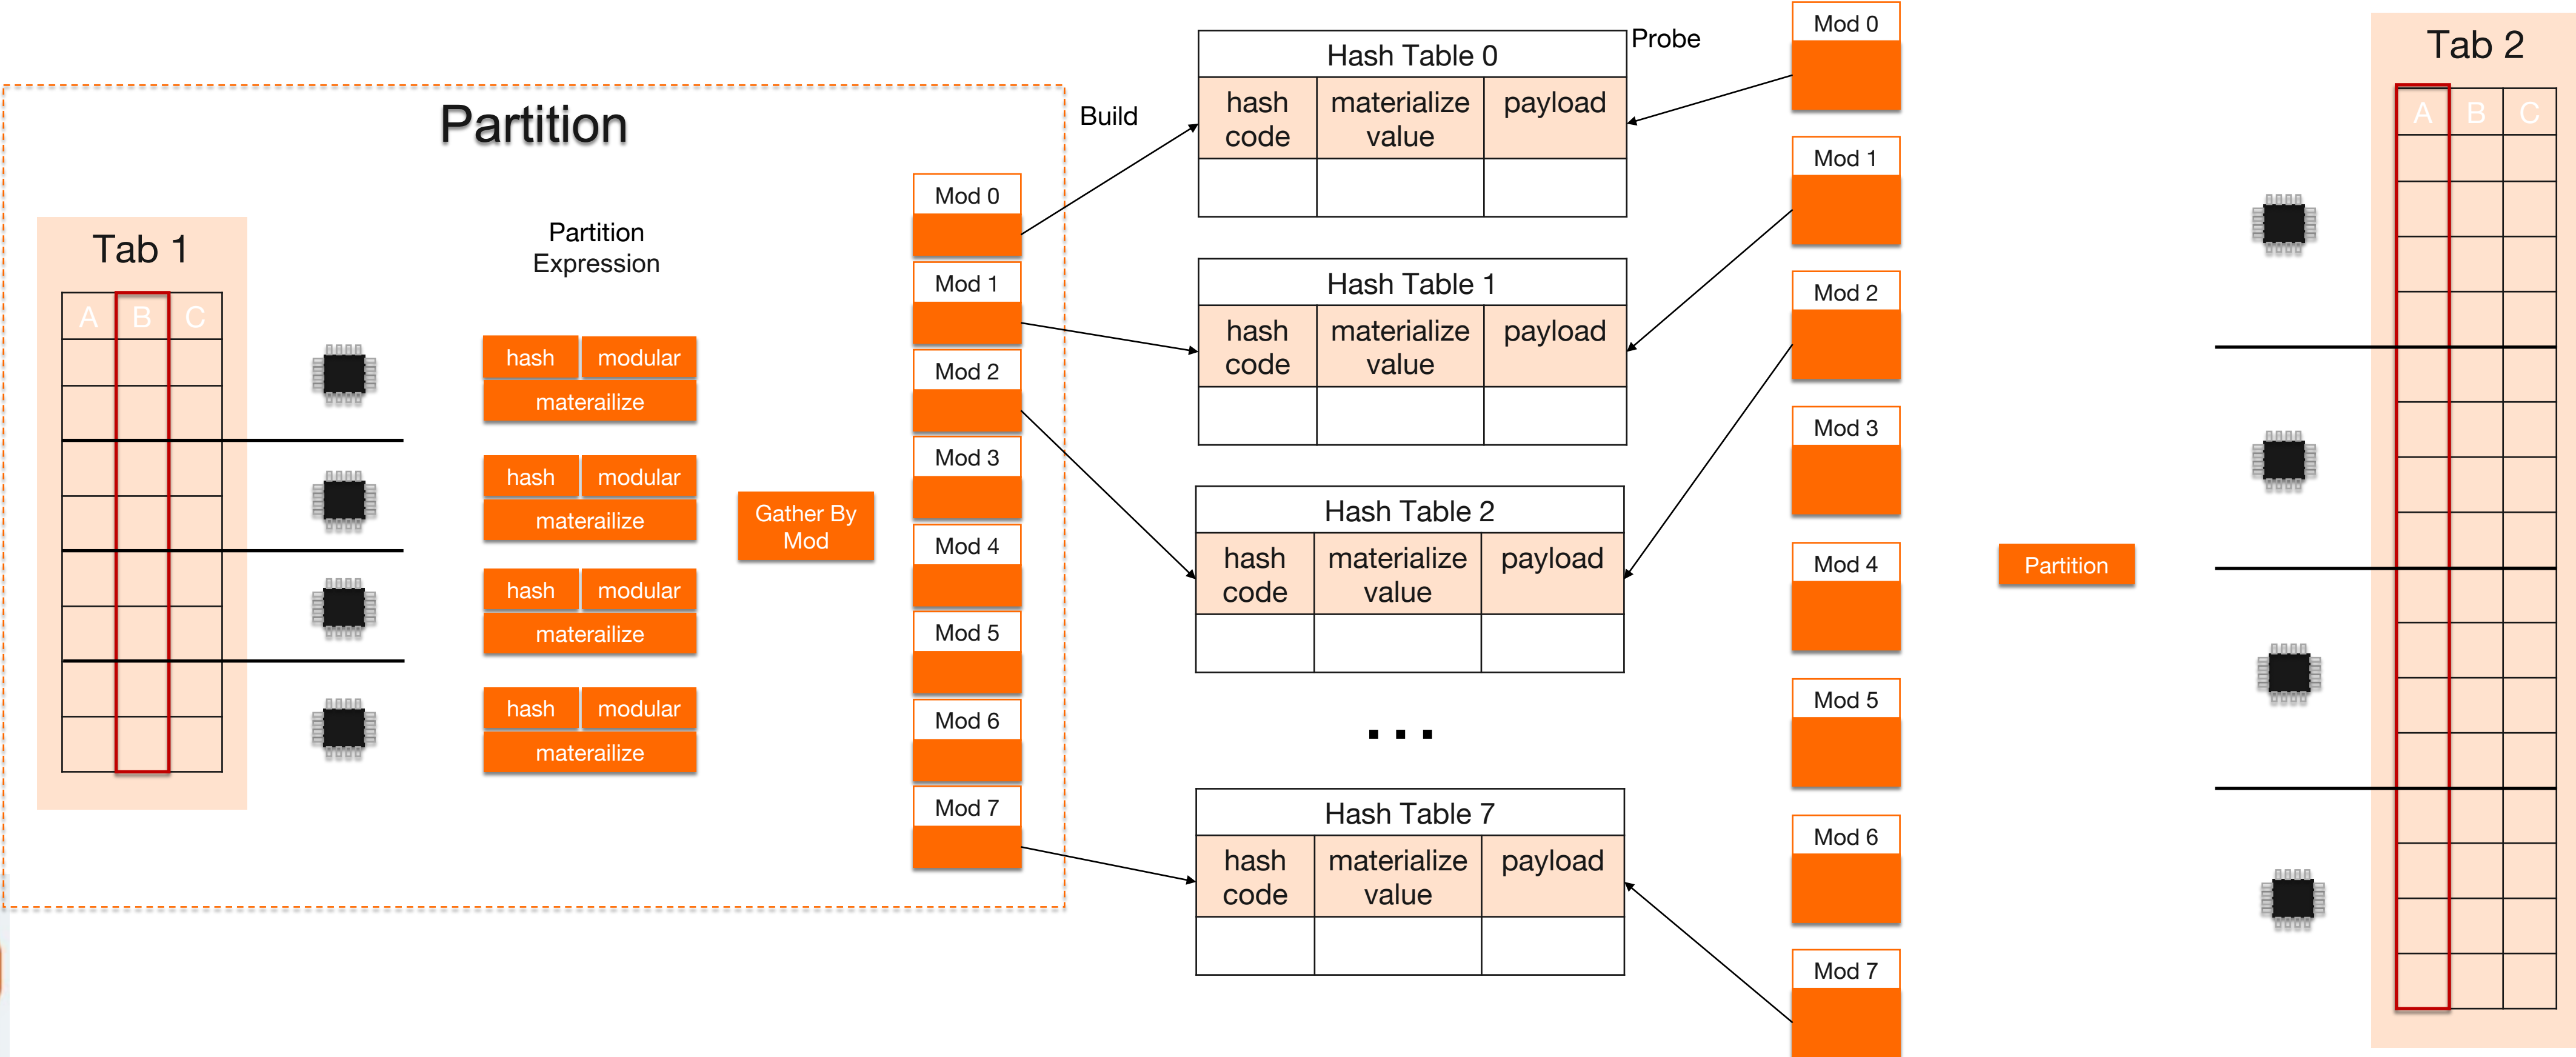 Partition
Tab 1
A B C
Partition
Expression
hash modular
materailize
hash modular
materailize
hash modular
materailize
hash modular
materailize
Gather By
Mod
Mod 0
Mod 1
Mod 2
Mod 3
Mod 4
Mod 5
Mod 6
Mod 7
Build
Hash Table 0
hash
code
materialize
value
payload
Hash Table 1
hash
code
materialize
value
payload
Hash Table 2
hash
code
materialize
value
payload
...
Hash Table 7
hash
code
materialize
value
payload
Probe
Mod 0
Mod 1
Mod 2
Mod 3
Mod 4
Mod 5
Mod 6
Mod 7
Partition
Tab 2
A B C